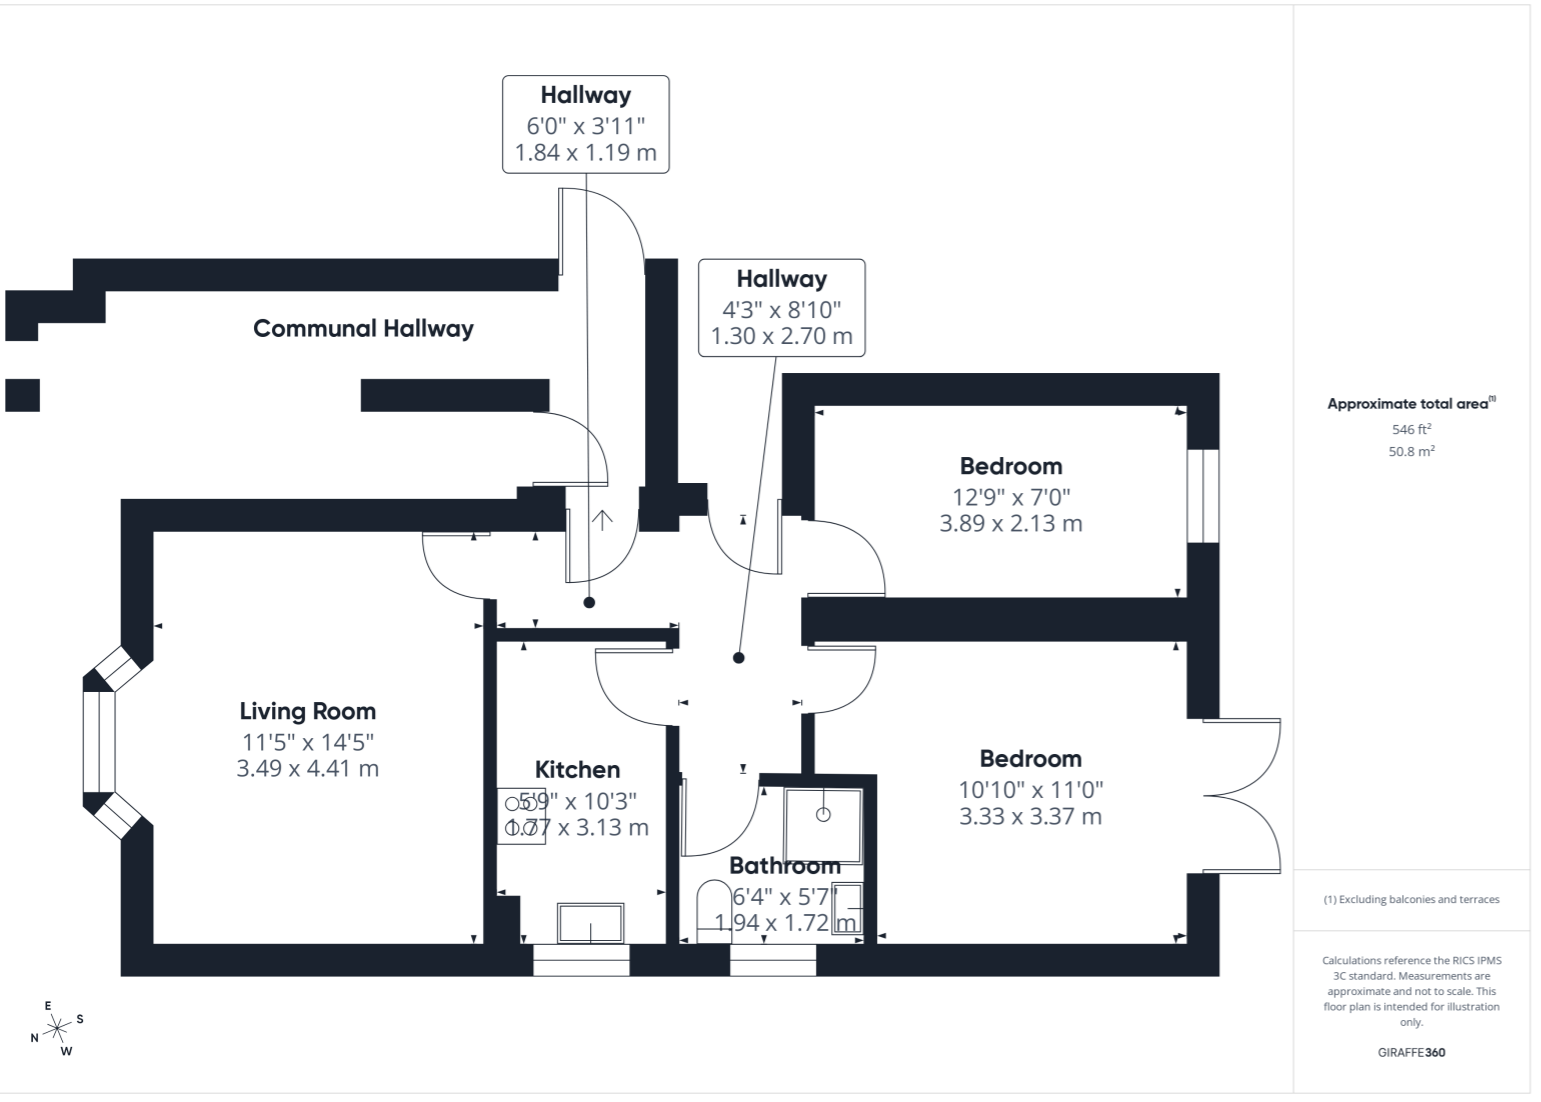 Hallway
6'0" x 3'11"
1.84 x 1.19 m
Hallway
4'3" x 8'10"
1.30 x 2.70 m
Communal Hallway
Bedroom
12'9" x 7'0"
3.89 x 2.13 m
Living Room
11'5" x 14'5"
3.49 x 4.41 m
Kitchen
5'9" x 10'3"
1.77 x 3.13 m
Bedroom
10'10" x 11'0"
3.33 x 3.37 m
Bathroom
6'4" x 5'7"
1.94 x 1.72 m
E
S
N
W
Approximate total area(1)
546 ft²
50.8 m²
(1) Excluding balconies and terraces
Calculations reference the RICS IPMS
3C standard. Measurements are
approximate and not to scale. This
floor plan is intended for illustration
only.
GIRAFFE360